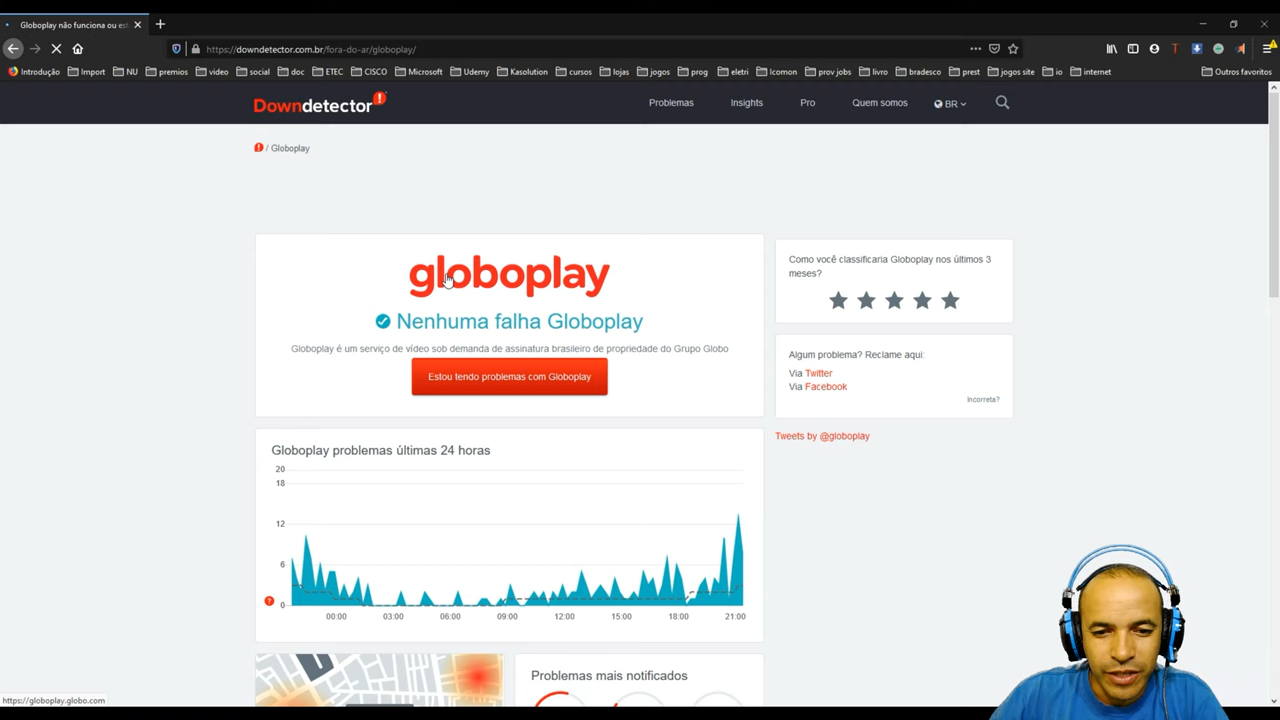 Globoplay não funciona ou est
https://downdetector.com.br/fora-do-ar/globoplay/
Introdução Import NU premios video social doc ETEC CISCO Microsoft Udemy Kasolution cursos lojas jogos prog eletri Icomon prov jobs livro bradesco prest jogos site io internet Outros favoritos
Downdetector Problemas Insights Pro Quem somos BR
/ Globoplay
globoplay
Nenhuma falha Globoplay
Globoplay é um serviço de vídeo sob demanda de assinatura brasileiro de propriedade do Grupo Globo
Estou tendo problemas com Globoplay
Como você classificaria Globoplay nos últimos 3
meses?
Algum problema? Reclame aqui:
Via Twitter
Via Facebook
Incorreta?
Tweets by @globoplay
Globoplay problemas últimas 24 horas
20
18
12
6
0
00:00 03:00 06:00 09:00 12:00 15:00 18:00 21:00
Problemas mais notificados
https://globoplay.globo.com